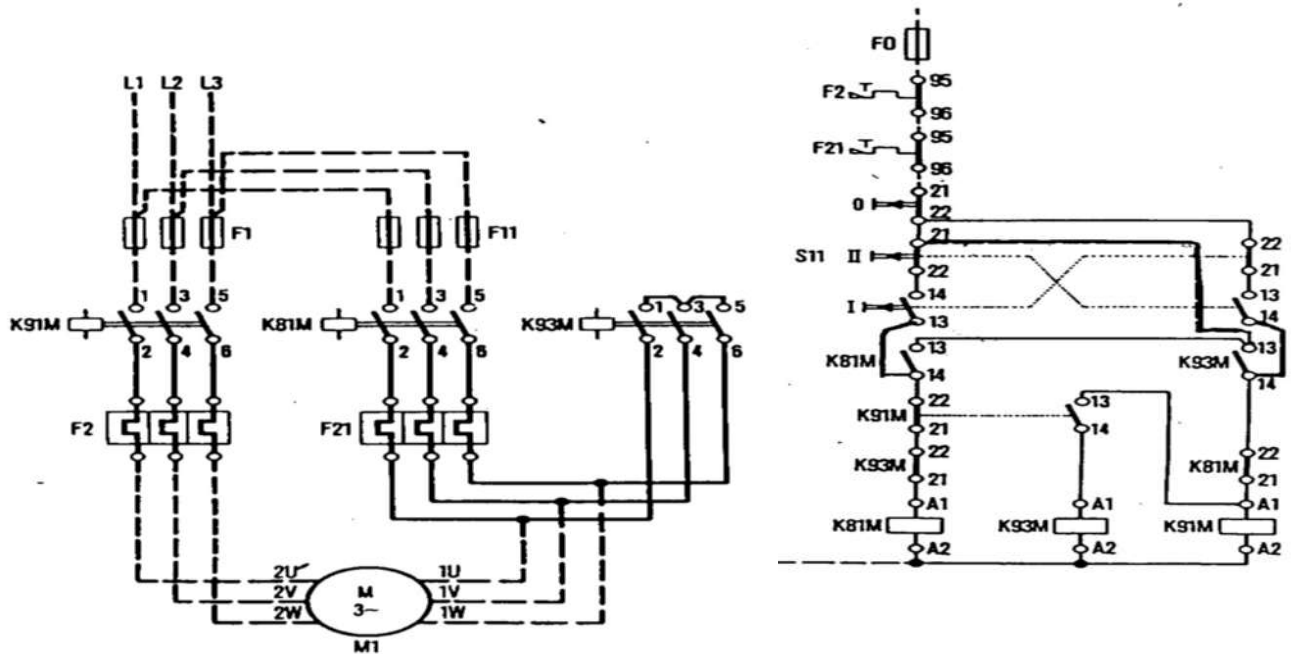 L1 L2 L3
F1
F11
1 3 5
1 3 5
1 3 5
K91M
K81M
K93M
2 4 6
2 4 6
2 4 6
F2
F21
2U
1U
2V
M
1V
2W
3~
1W
M1
F0
95
F2
96
95
F21
96
21
0
22
21
22
S11 II
22
21
14
13
I
13
14
13
13
K81M
K93M
14
14
22
13
K91M
21
14
22
22
K93M
K81M
21
21
A1
A1
A1
K81M
K93M
K91M
A2
A2
A2